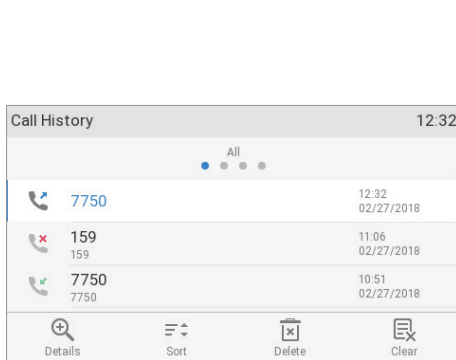 Call History 12:32
All
7750 12:32
02/27/2018
159 11:06
159 02/27/2018
7750 10:51
7750 02/27/2018
Details Sort Delete Clear